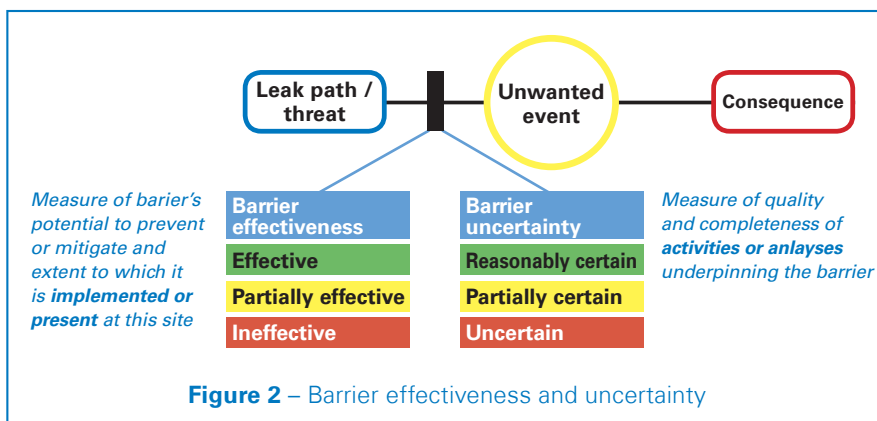 Leak path /
threat
Unwanted
event
Consequence
Measure of barier's
potential to prevent
or mitigate and
extent to which it
is implemented or
present at this site
Barrier
effectiveness
Effective
Partially effective
Ineffective
Barrier
uncertainty
Reasonably certain
Partially certain
Uncertain
Measure of quality
and completeness of
activities or anlayses
underpinning the barrier
Figure 2 – Barrier effectiveness and uncertainty